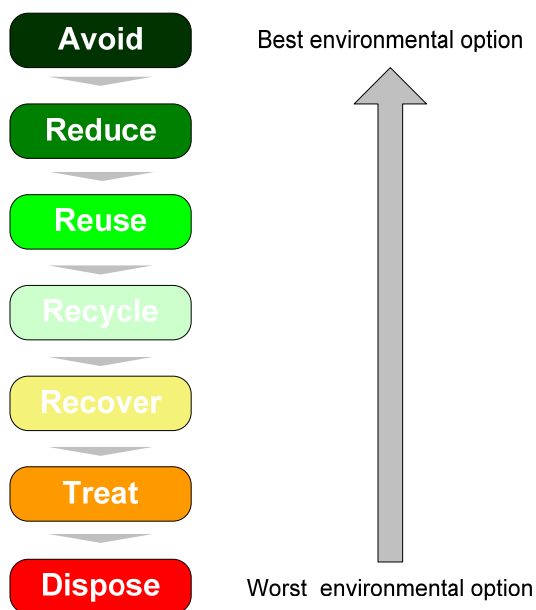 Avoid
Best environmental option
Reduce
Reuse
Recycle
Recover
Treat
Dispose
Worst environmental option